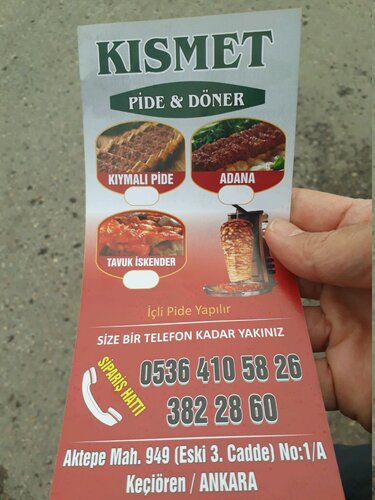 KISMET
PİDE & DÖNER
KIYMALI PİDE
ADANA
TAVUK İSKENDER
İçli Pide Yapılır
SİZE BİR TELEFON KADAR YAKINIZ
SİPARİŞ HATTI
0536 410 58 26
382 28 60
Aktepe Mah. 949 (Eski 3. Cadde) No:1/A
Keçiören / ANKARA